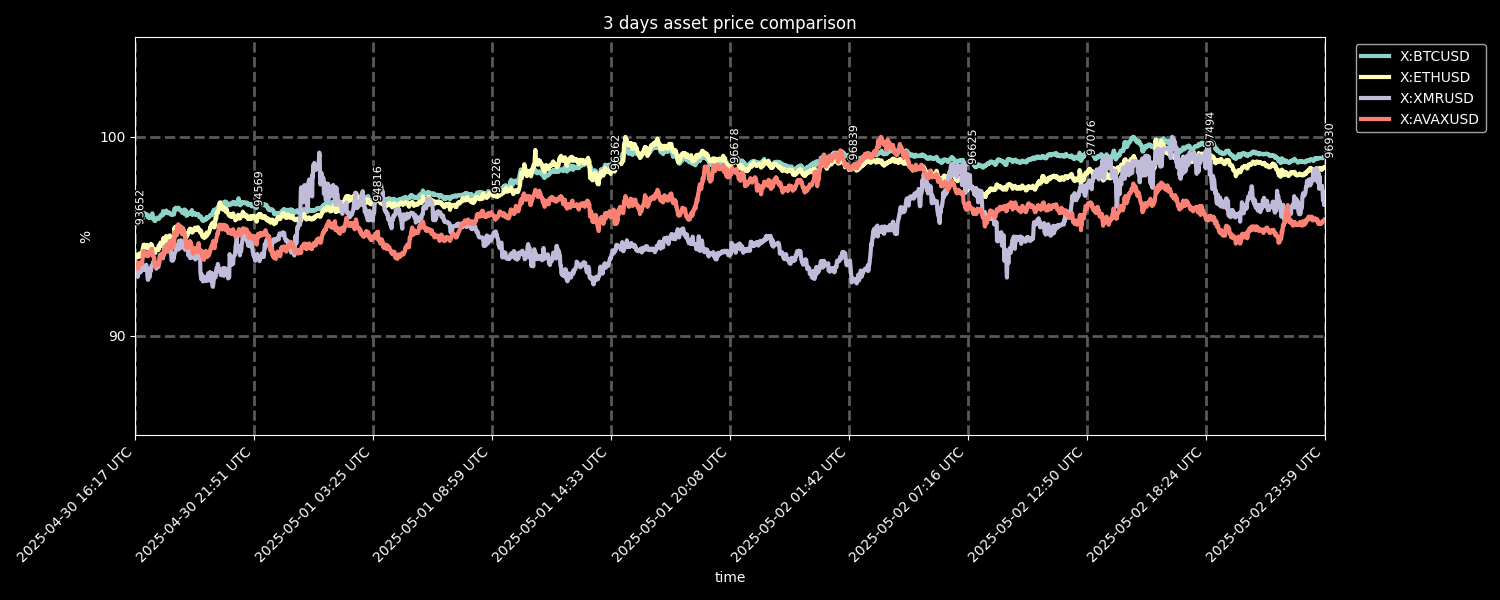 3 days asset price comparison
X:BTCUSD
X:ETHUSD
X:XMRUSD
X:AVAXUSD
100
90
%
93652
94569
94816
95226
96362
96678
96839
96625
97076
97494
96930
2025-04-30 16:17 UTC
2025-04-30 21:51 UTC
2025-05-01 03:25 UTC
2025-05-01 08:59 UTC
2025-05-01 14:33 UTC
2025-05-01 20:08 UTC
2025-05-02 01:42 UTC
2025-05-02 07:16 UTC
2025-05-02 12:50 UTC
2025-05-02 18:24 UTC
2025-05-02 23:59 UTC
time